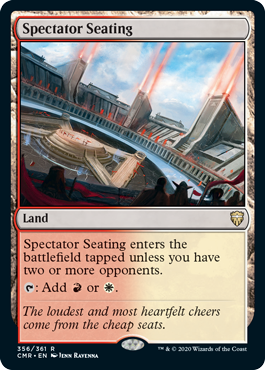 Spectator Seating
Land
Spectator Seating enters the
battlefield tapped unless you have
two or more opponents.
: Add or .
The loudest and most heartfelt cheers
come from the cheap seats.
356/361 R
CMR • EN Jenn Ravenna
™ & © 2020 Wizards of the Coast